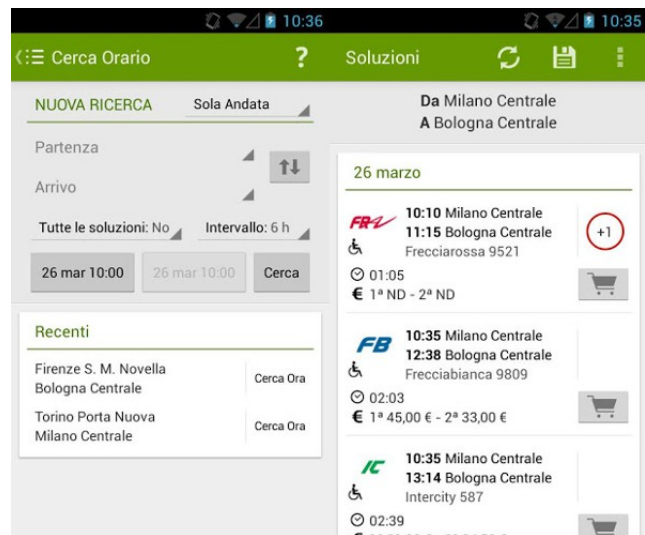 10:36
Cerca Orario ?
NUOVA RICERCA Sola Andata
Partenza
Arrivo
Tutte le soluzioni: No Intervallo: 6 h
26 mar 10:00 26 mar 10:00 Cerca
Recenti
Firenze S. M. Novella
Bologna Centrale
Cerca Ora
Torino Porta Nuova
Milano Centrale
Cerca Ora
10:35
Soluzioni
Da Milano Centrale
A Bologna Centrale
26 marzo
FR
10:10 Milano Centrale
11:15 Bologna Centrale
Frecciarossa 9521
+1
01:05
€ 1ª ND - 2ª ND
FB
10:35 Milano Centrale
12:38 Bologna Centrale
Frecciabianca 9809
02:03
€ 1ª 45,00 € - 2ª 33,00 €
IC
10:35 Milano Centrale
13:14 Bologna Centrale
Intercity 587
02:39